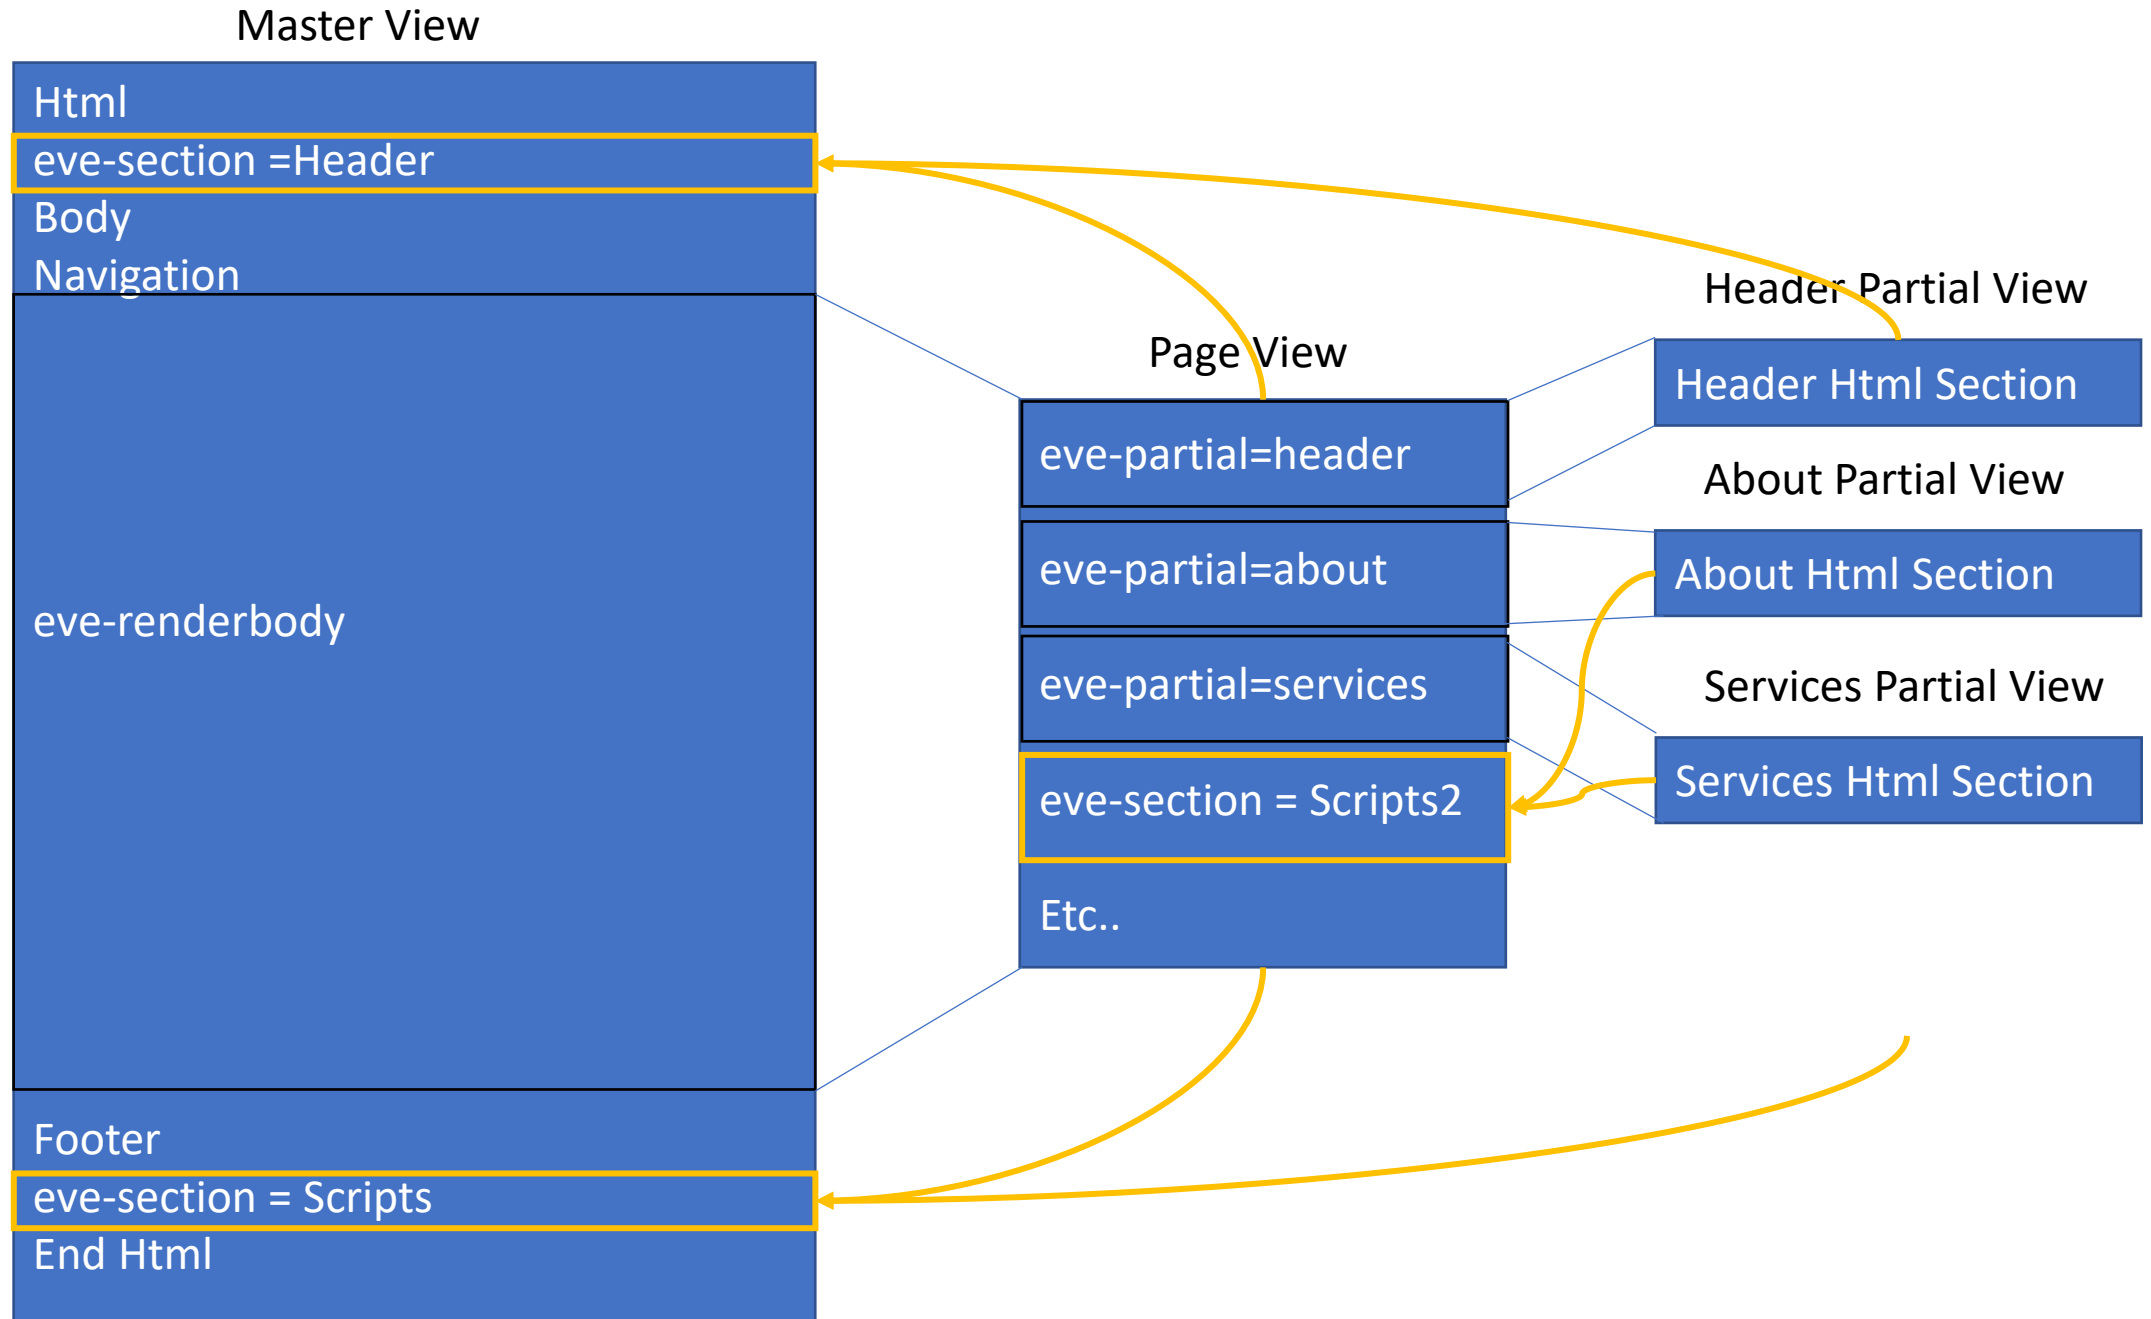 Master View
Html
eve-section =Header
Body
Navigation
eve-renderbody
Footer
eve-section = Scripts
End Html
Page View
eve-partial=header
eve-partial=about
eve-partial=services
eve-section = Scripts2
Etc..
Header Partial View
Header Html Section
About Partial View
About Html Section
Services Partial View
Services Html Section